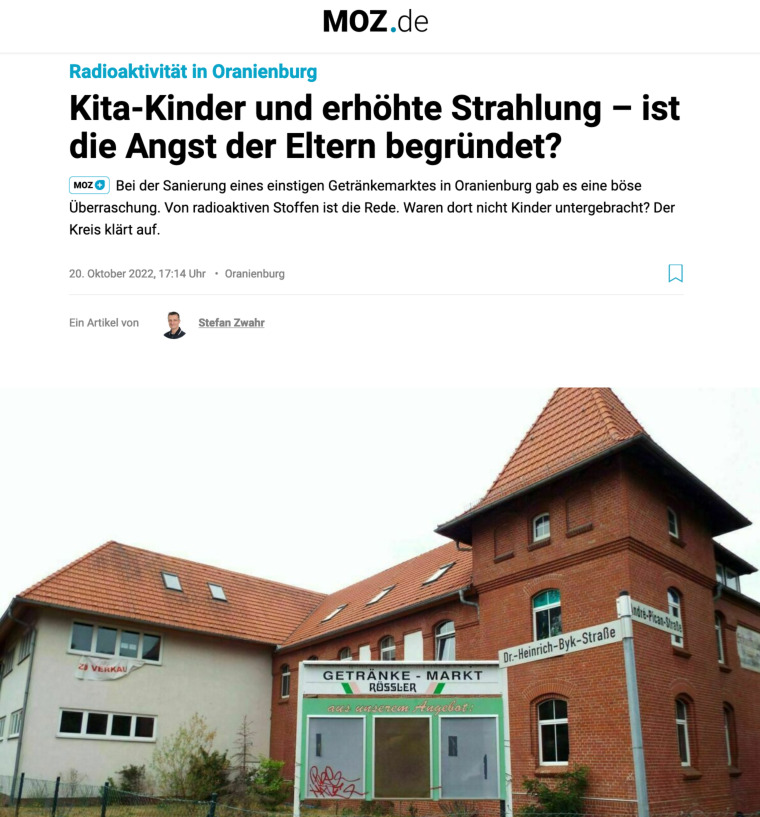 MOZ.de
Radioaktivität in Oranienburg
Kita-Kinder und erhöhte Strahlung – ist
die Angst der Eltern begründet?
MOZ+ Bei der Sanierung eines einstigen Getränkemarktes in Oranienburg gab es eine böse
Überraschung. Von radioaktiven Stoffen ist die Rede. Waren dort nicht Kinder untergebracht? Der
Kreis klärt auf.
20. Oktober 2022, 17:14 Uhr • Oranienburg
Ein Artikel von Stefan Zwahr
VERKAU
GETRÄNKE - MARKT
RÖSSLER
aus unserem Angebot:
Dr.-Heinrich-Byk-Straße
André-Pican-Straße